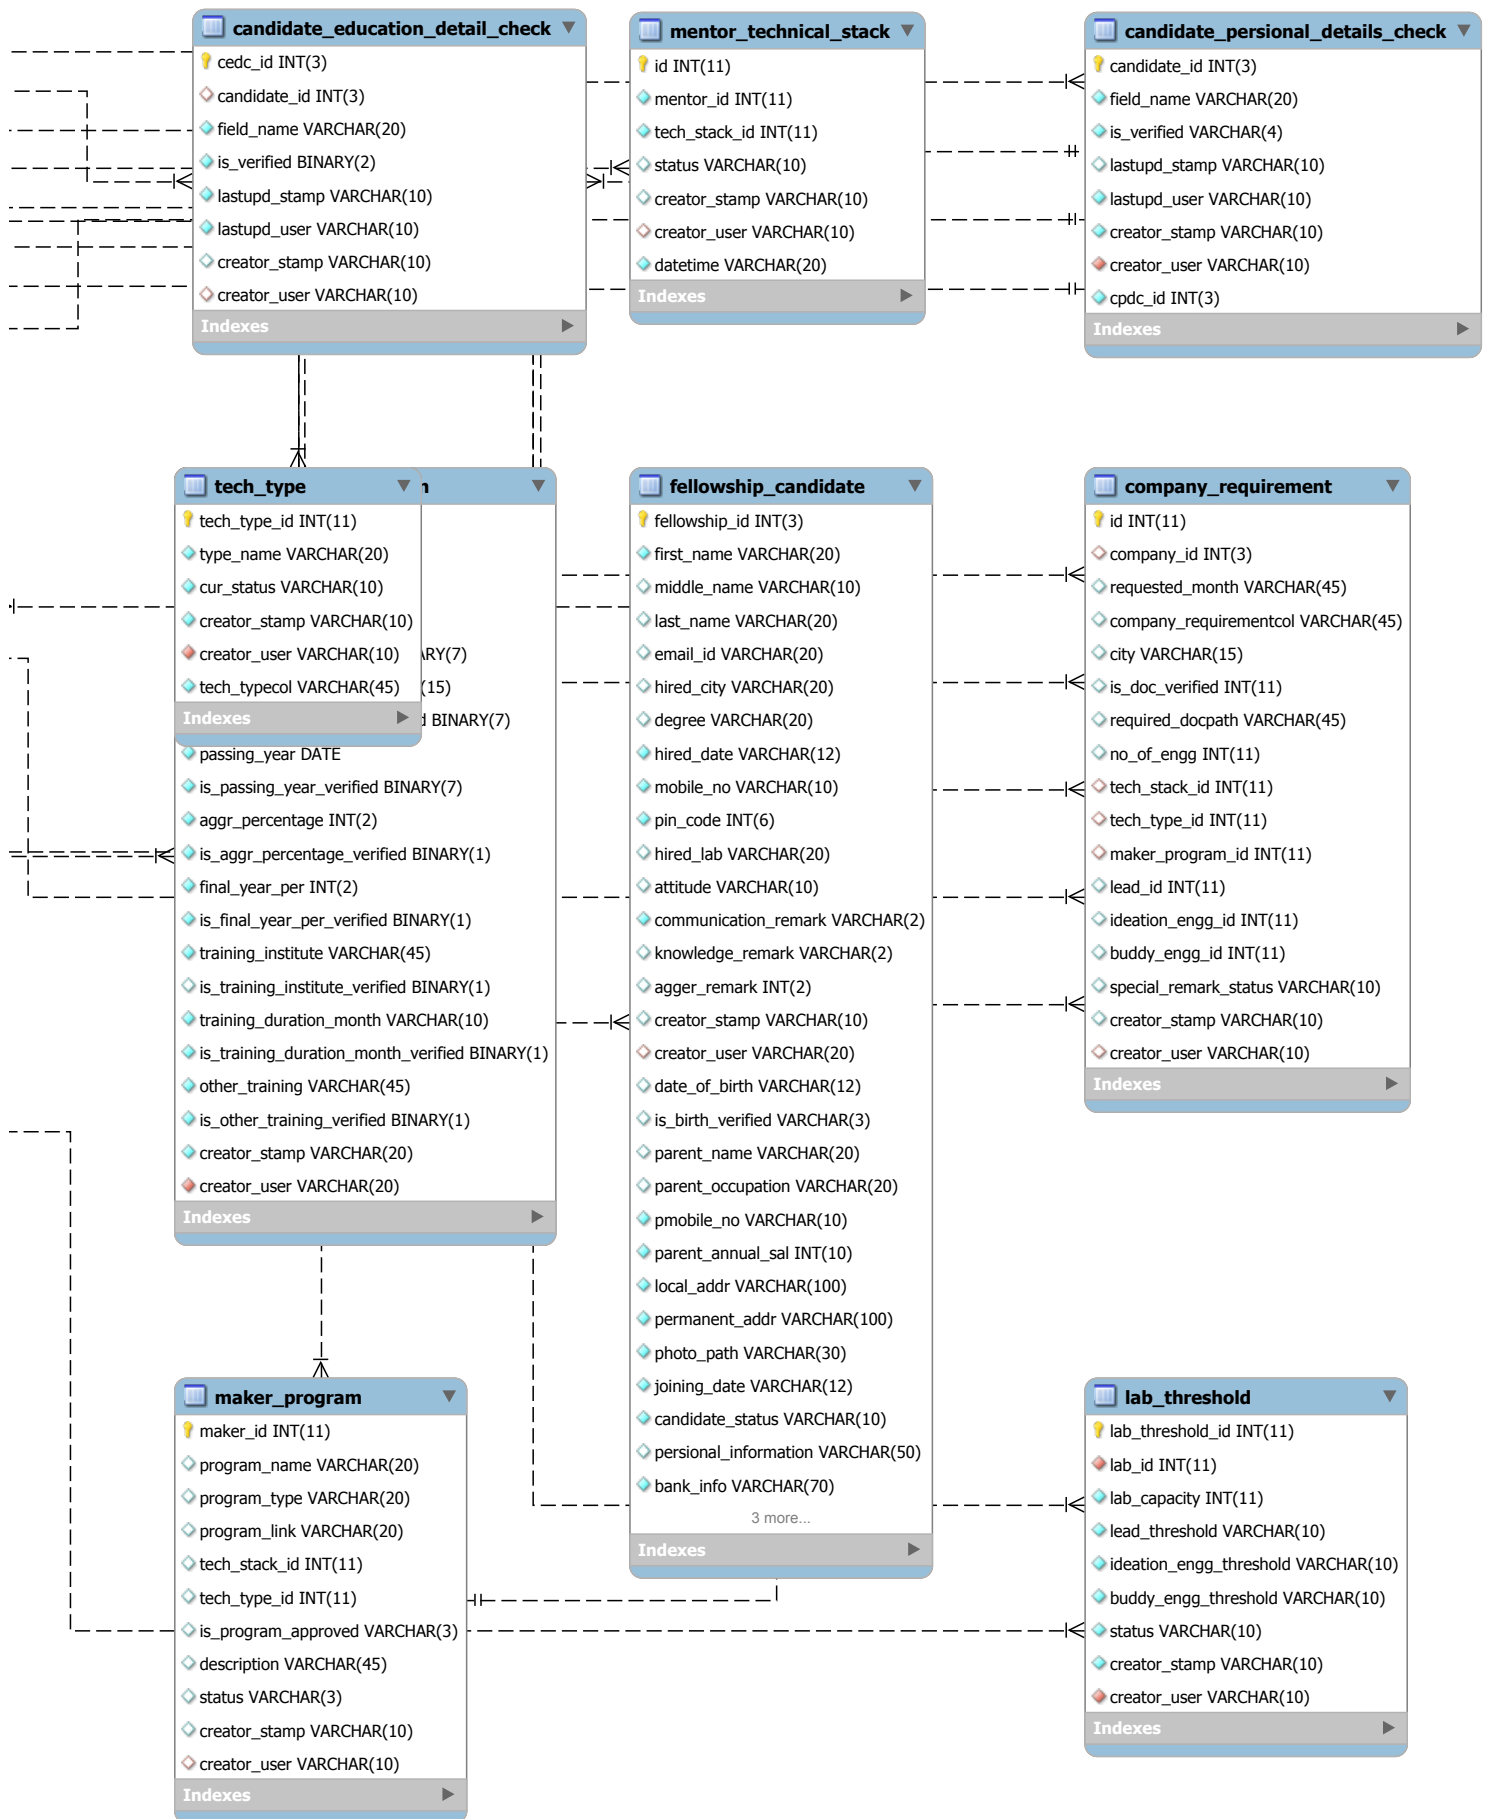 candidate_education_detail_check
cedc_id INT(3)
candidate_id INT(3)
field_name VARCHAR(20)
is_verified BINARY(2)
lastupd_stamp VARCHAR(10)
lastupd_user VARCHAR(10)
creator_stamp VARCHAR(10)
creator_user VARCHAR(10)
Indexes
mentor_technical_stack
id INT(11)
mentor_id INT(11)
tech_stack_id INT(11)
status VARCHAR(10)
creator_stamp VARCHAR(10)
creator_user VARCHAR(10)
datetime VARCHAR(20)
Indexes
candidate_persional_details_check
candidate_id INT(3)
field_name VARCHAR(20)
is_verified VARCHAR(4)
lastupd_stamp VARCHAR(10)
lastupd_user VARCHAR(10)
creator_stamp VARCHAR(10)
creator_user VARCHAR(10)
cpdc_id INT(3)
Indexes
tech_type
tech_type_id INT(11)
type_name VARCHAR(20)
cur_status VARCHAR(10)
creator_stamp VARCHAR(10)
creator_user VARCHAR(10)
tech_typecol VARCHAR(45)
Indexes
ARY(7)
(15)
BINARY(7)
passing_year DATE
is_passing_year_verified BINARY(7)
aggr_percentage INT(2)
is_aggr_percentage_verified BINARY(1)
final_year_per INT(2)
is_final_year_per_verified BINARY(1)
training_institute VARCHAR(45)
is_training_institute_verified BINARY(1)
training_duration_month VARCHAR(10)
is_training_duration_month_verified BINARY(1)
other_training VARCHAR(45)
is_other_training_verified BINARY(1)
creator_stamp VARCHAR(20)
creator_user VARCHAR(20)
Indexes
fellowship_candidate
fellowship_id INT(3)
first_name VARCHAR(20)
middle_name VARCHAR(10)
last_name VARCHAR(20)
email_id VARCHAR(20)
hired_city VARCHAR(20)
degree VARCHAR(20)
hired_date VARCHAR(12)
mobile_no VARCHAR(10)
pin_code INT(6)
hired_lab VARCHAR(20)
attitude VARCHAR(10)
communication_remark VARCHAR(2)
knowledge_remark VARCHAR(2)
agger_remark INT(2)
creator_stamp VARCHAR(10)
creator_user VARCHAR(20)
date_of_birth VARCHAR(12)
is_birth_verified VARCHAR(3)
parent_name VARCHAR(20)
parent_occupation VARCHAR(20)
pmobile_no VARCHAR(10)
parent_annual_sal INT(10)
local_addr VARCHAR(100)
permanent_addr VARCHAR(100)
photo_path VARCHAR(30)
joining_date VARCHAR(12)
candidate_status VARCHAR(10)
persional_information VARCHAR(50)
bank_info VARCHAR(70)
3 more...
Indexes
company_requirement
id INT(11)
company_id INT(3)
requested_month VARCHAR(45)
company_requirementcol VARCHAR(45)
city VARCHAR(15)
is_doc_verified INT(11)
required_docpath VARCHAR(45)
no_of_engg INT(11)
tech_stack_id INT(11)
tech_type_id INT(11)
maker_program_id INT(11)
lead_id INT(11)
ideation_engg_id INT(11)
buddy_engg_id INT(11)
special_remark_status VARCHAR(10)
creator_stamp VARCHAR(10)
creator_user VARCHAR(10)
Indexes
maker_program
maker_id INT(11)
program_name VARCHAR(20)
program_type VARCHAR(20)
program_link VARCHAR(20)
tech_stack_id INT(11)
tech_type_id INT(11)
is_program_approved VARCHAR(3)
description VARCHAR(45)
status VARCHAR(3)
creator_stamp VARCHAR(10)
creator_user VARCHAR(10)
Indexes
lab_threshold
lab_threshold_id INT(11)
lab_id INT(11)
lab_capacity INT(11)
lead_threshold VARCHAR(10)
ideation_engg_threshold VARCHAR(10)
buddy_engg_threshold VARCHAR(10)
status VARCHAR(10)
creator_stamp VARCHAR(10)
creator_user VARCHAR(10)
Indexes